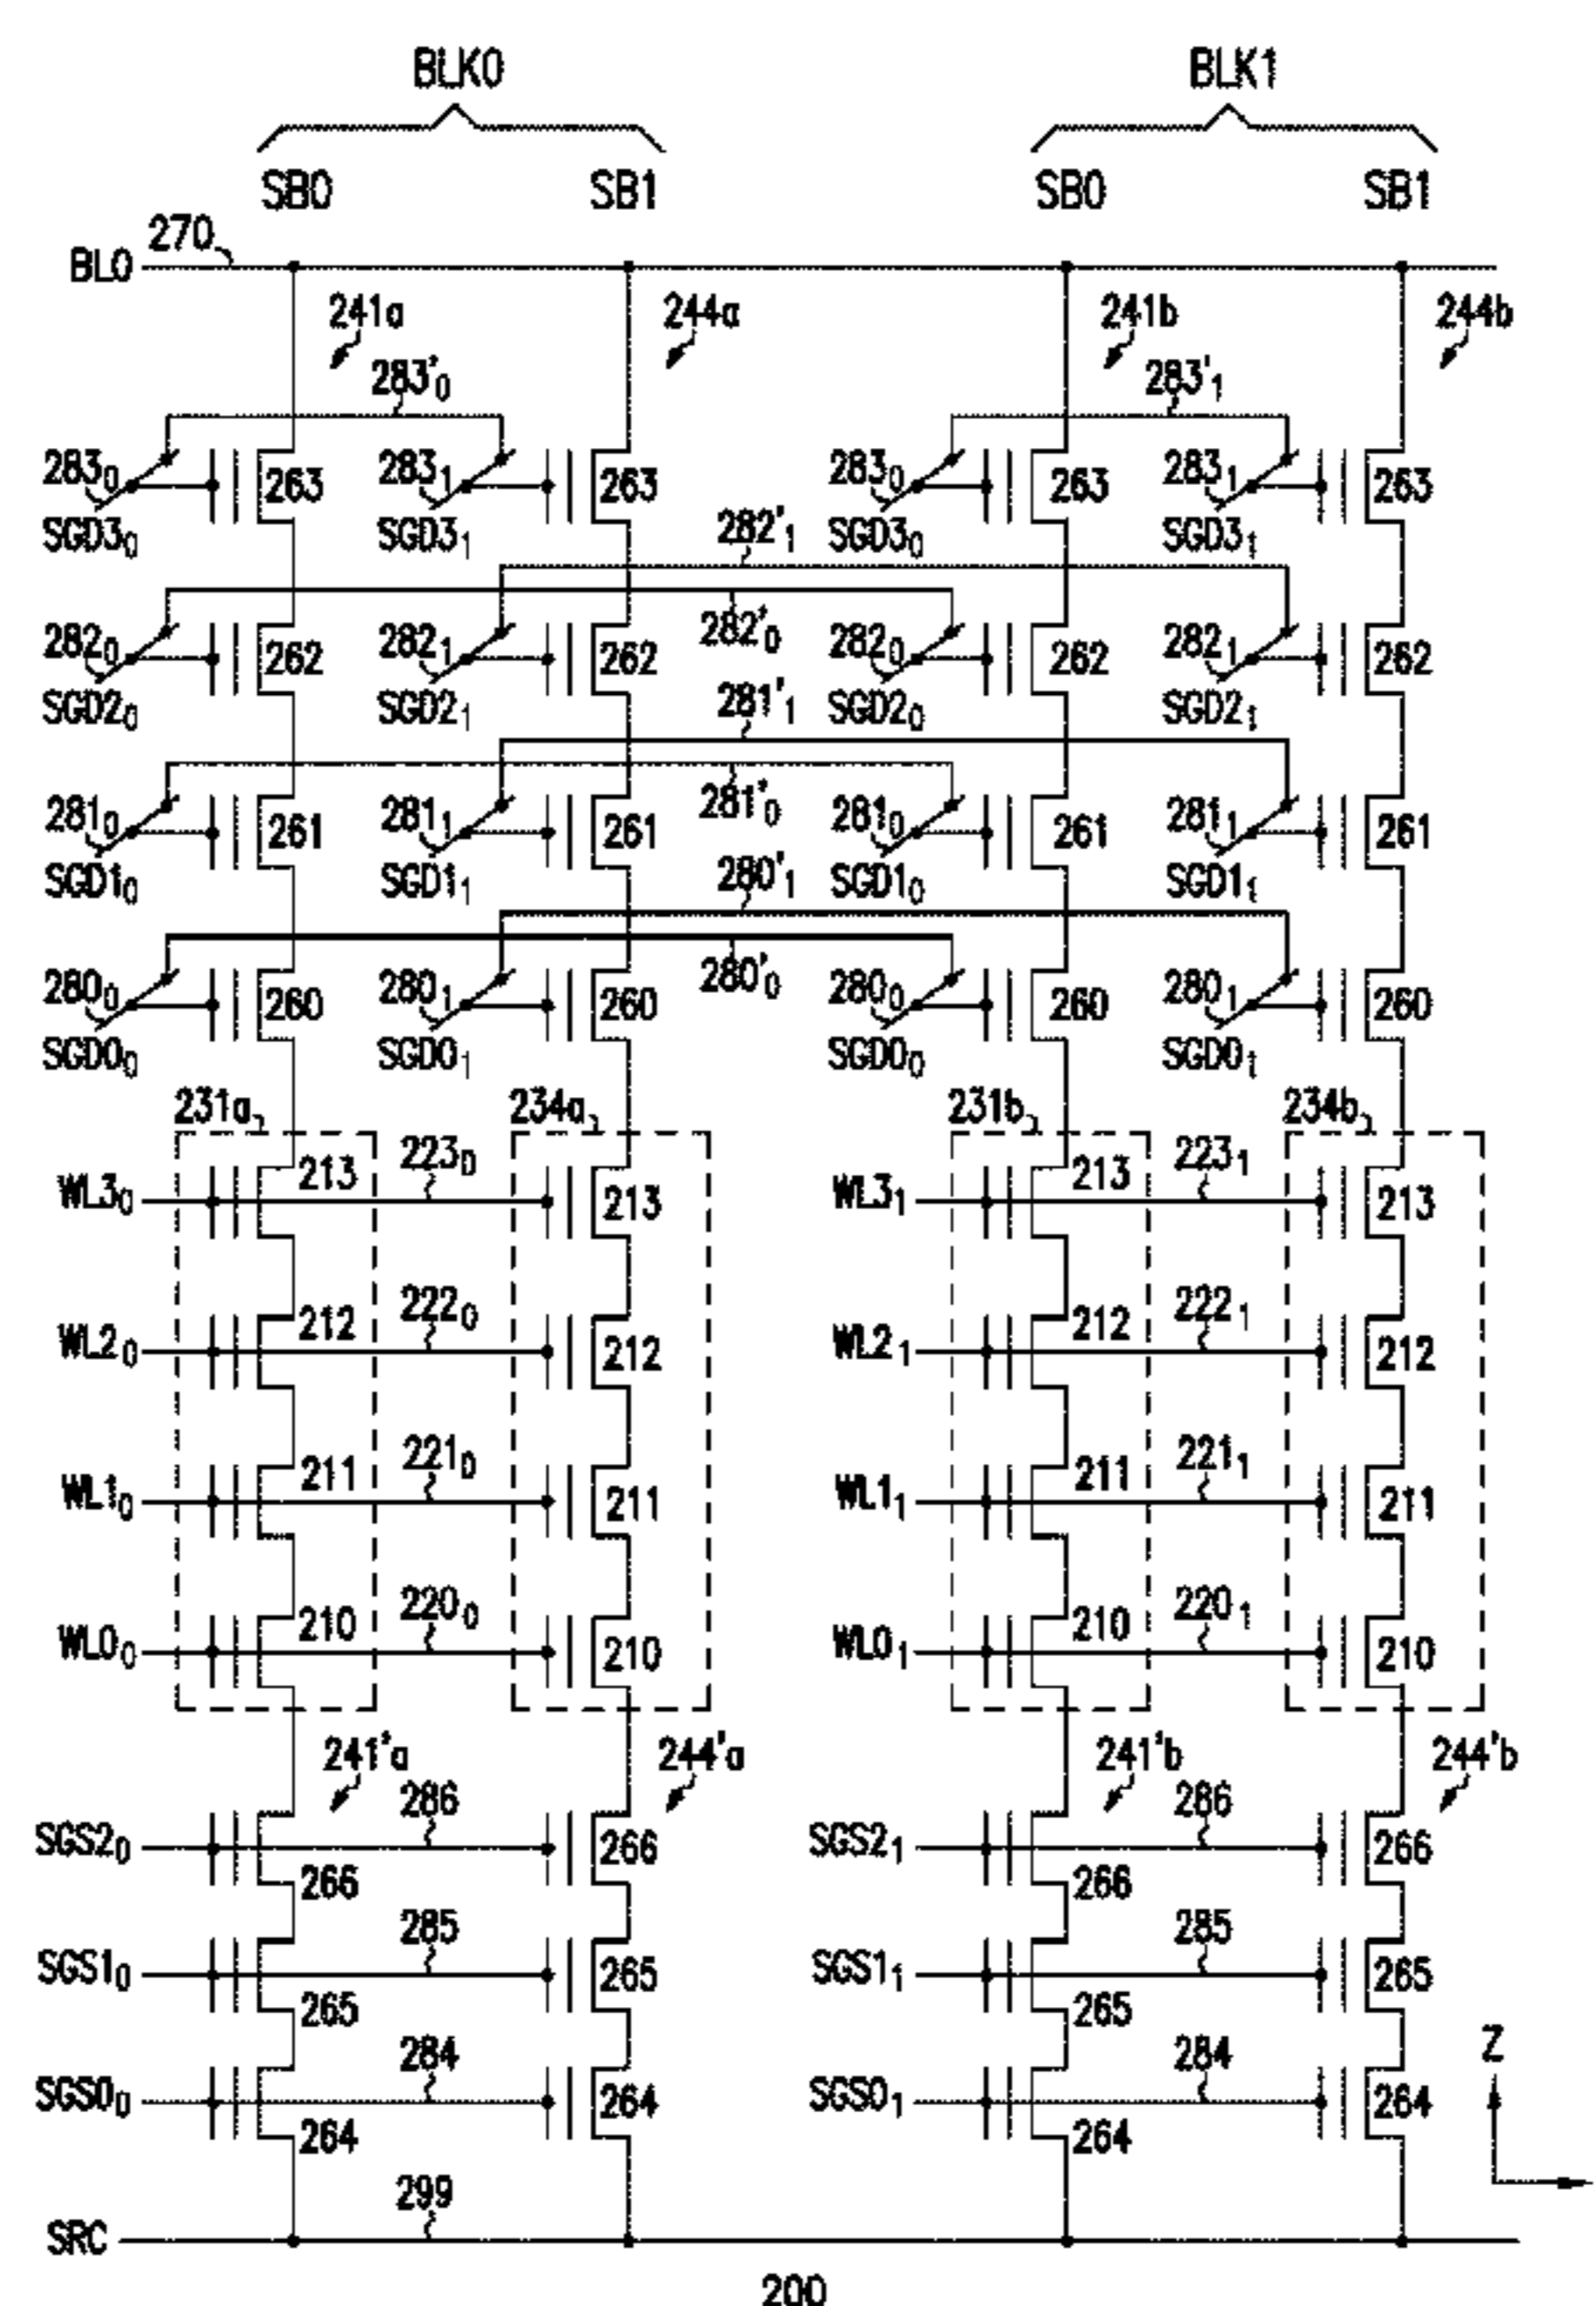 BLK0 BLK1
SB0 SB1 SB0 SB1
BL0 270
241a 244a 241b 244b
283'₀ 283'₁
283₀ 263 283₁ 263 283₀ 263 283₁ 263
SGD3₀ SGD3₁ SGD3₀ SGD3₁
282'₁
282'₀
282₀ 262 282₁ 262 282₀ 262 282₁ 262
SGD2₀ SGD2₁ SGD2₀ SGD2₁
281'₁
281'₀
281₀ 261 281₁ 261 281₀ 261 281₁ 261
SGD1₀ SGD1₁ SGD1₀ SGD1₁
280'₁
280'₀
280₀ 260 280₁ 260 280₀ 260 280₁ 260
SGD0₀ SGD0₁ SGD0₀ SGD0₁
231a 234a 231b 234b
WL3₀ 213 223₀ 213 WL3₁ 213 223₁ 213
WL2₀ 212 222₀ 212 WL2₁ 212 222₁ 212
WL1₀ 211 221₀ 211 WL1₁ 211 221₁ 211
WL0₀ 210 220₀ 210 WL0₁ 210 220₁ 210
241'a 244'a 241'b 244'b
SGS2₀ 266 286 266 SGS2₁ 266 286 266
SGS1₀ 265 285 265 SGS1₁ 265 285 265
SGS0₀ 264 284 264 SGS0₁ 264 284 264
Z
SRC 299
200